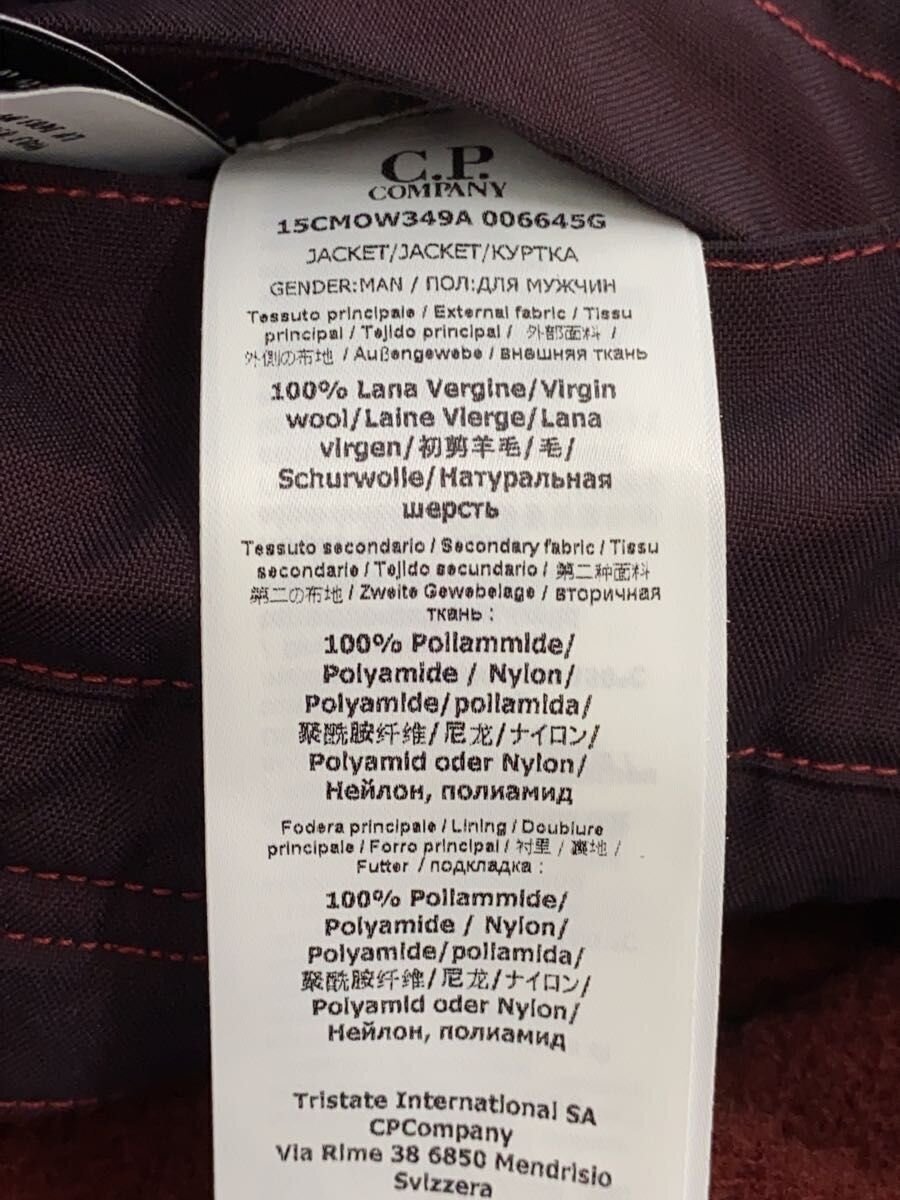 C.P.
COMPANY
15CMOW349A 006645G
JACKET/JACKET/КУРТКА
GENDER:MAN / ПОЛ:ДЛЯ МУЖЧИН
Tessuto principale / External fabric / Tissu
principal / Tejido principal / 外部面料 /
外側の布地 / Außengewebe / внешняя ткань
100% Lana Vergine/Virgin
wool/Laine Vierge/Lana
virgen/初剪羊毛/毛/
Schurwolle/Натуральная
шерсть
Tessuto secondario / Secondary fabric / Tissu
secondarie / Tejido secundario / 第二种面料
第二の布地 / Zweite Gewebelage / вторичная
ткань :
100% Poliammide/
Polyamide / Nylon/
Polyamide/poliamida/
聚酰胺纤维/尼龙/ナイロン/
Polyamid oder Nylon/
Нейлон, полиамид
Fodera principale / Lining / Doublure
principale / Forro principal / 衬里 / 裏地 /
Futter / подкладка :
100% Poliammide/
Polyamide / Nylon/
Polyamide/poliamida/
聚酰胺纤维/尼龙/ナイロン/
Polyamid oder Nylon/
Нейлон, полиамид
Tristate International SA
CPCompany
Via Rime 38 6850 Mendrisio
Svizzera